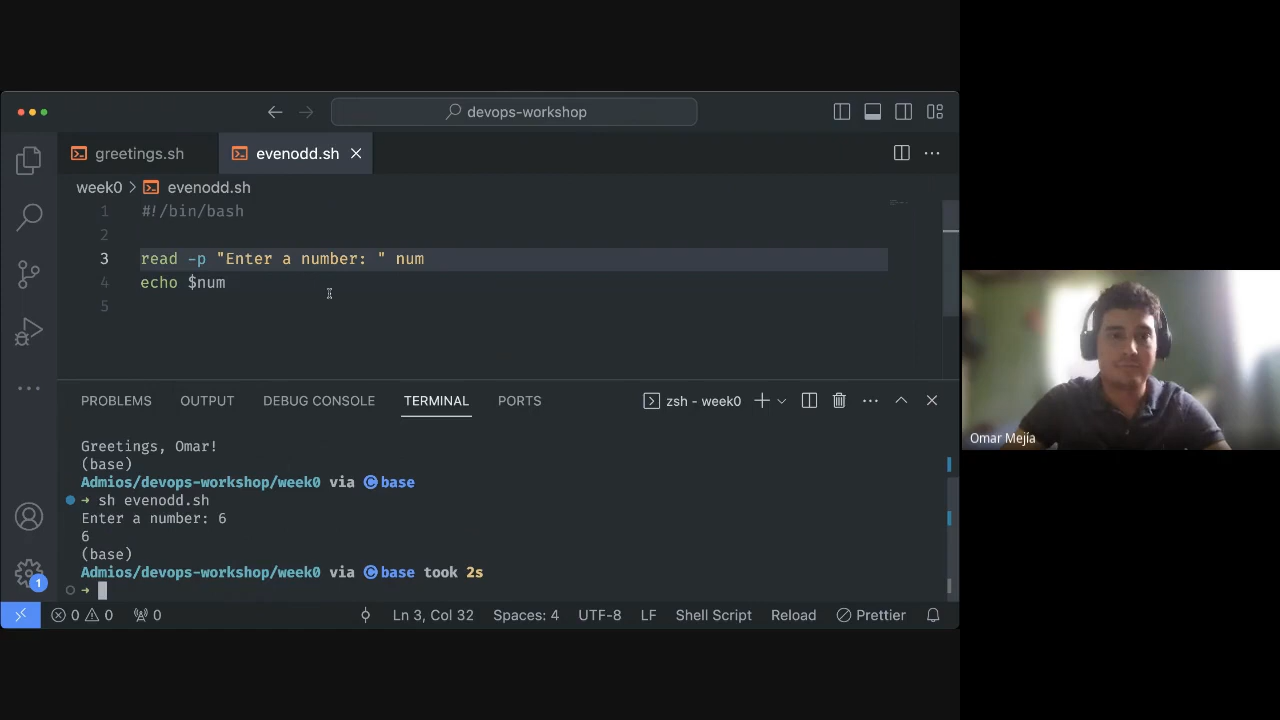 devops-workshop
greetings.sh
evenodd.sh
week0 > evenodd.sh
1 #!/bin/bash
2
3 read -p "Enter a number: " num
4 echo $num
5
PROBLEMS OUTPUT DEBUG CONSOLE TERMINAL PORTS zsh - week0
Greetings, Omar!
(base)
Admios/devops-workshop/week0 via C base
→ sh evenodd.sh
Enter a number: 6
6
(base)
Admios/devops-workshop/week0 via C base took 2s
→
1
0 0 0 Ln 3, Col 32 Spaces: 4 UTF-8 LF Shell Script Reload Prettier
Omar Mejía